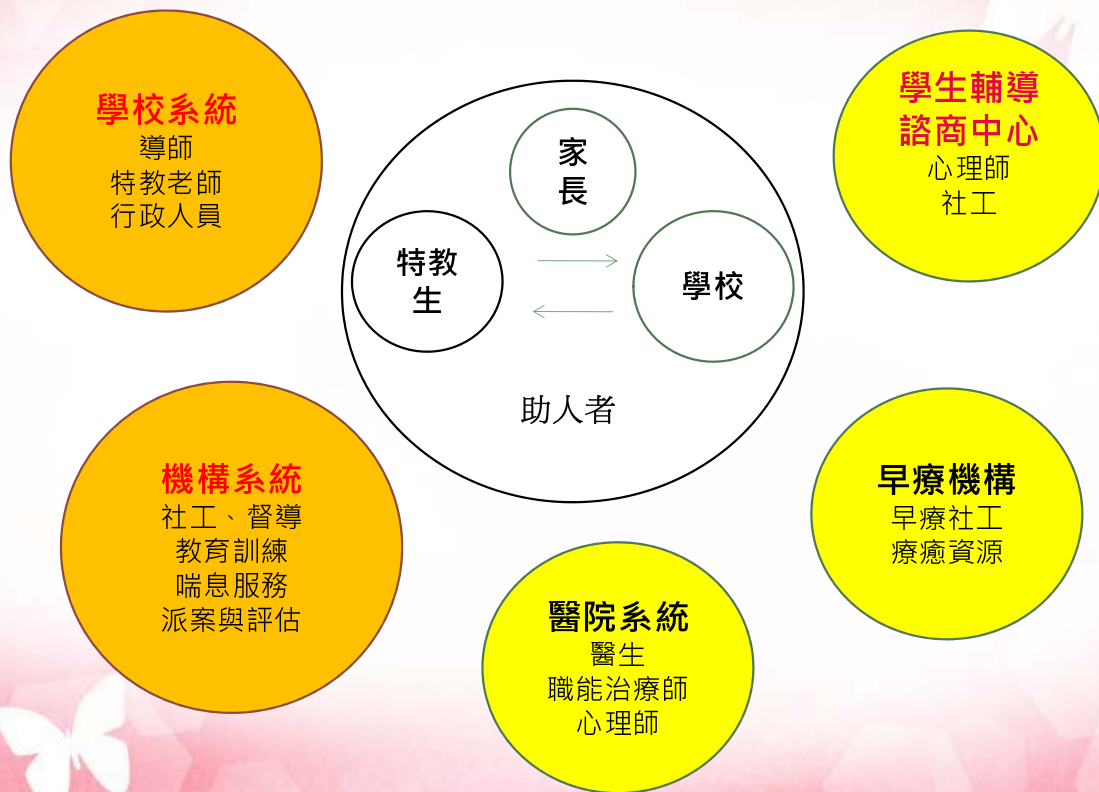 學校系統
導師
特教老師
行政人員
家
長
特教
生
學校
助人者
學生輔導
諮商中心
心理師
社工
機構系統
社工、督導
教育訓練
喘息服務
派案與評估
醫院系統
醫生
職能治療師
心理師
早療機構
早療社工
療癒資源